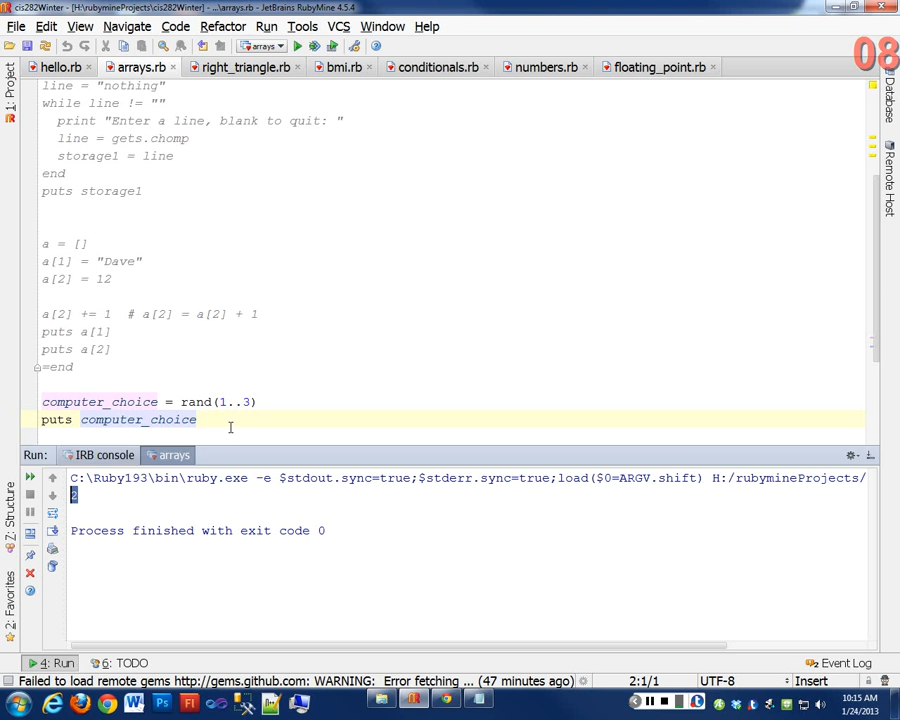 cis282Winter - [H:\rubymineProjects\cis282Winter] - ...\arrays.rb - JetBrains RubyMine 4.5.4
File Edit View Navigate Code Refactor Run Tools VCS Window Help
arrays
08
hello.rb arrays.rb right_triangle.rb bmi.rb conditionals.rb numbers.rb floating_point.rb
1: Project
Database
Remote Host
line = "nothing"
while line != ""
print "Enter a line, blank to quit: "
line = gets.chomp
storage1 = line
end
puts storage1
a = []
a[1] = "Dave"
a[2] = 12
a[2] += 1 # a[2] = a[2] + 1
puts a[1]
puts a[2]
=end
computer_choice = rand(1..3)
puts computer_choice
Run: IRB console arrays
C:\Ruby193\bin\ruby.exe -e $stdout.sync=true;$stderr.sync=true;load($0=ARGV.shift) H:/rubymineProjects/
2
Process finished with exit code 0
Z: Structure
2: Favorites
4: Run 6: TODO Event Log
Failed to load remote gems http://gems.github.com: WARNING: Error fetching ... (47 minutes ago) 2:1/1 UTF-8 Insert
10:15 AM
1/24/2013